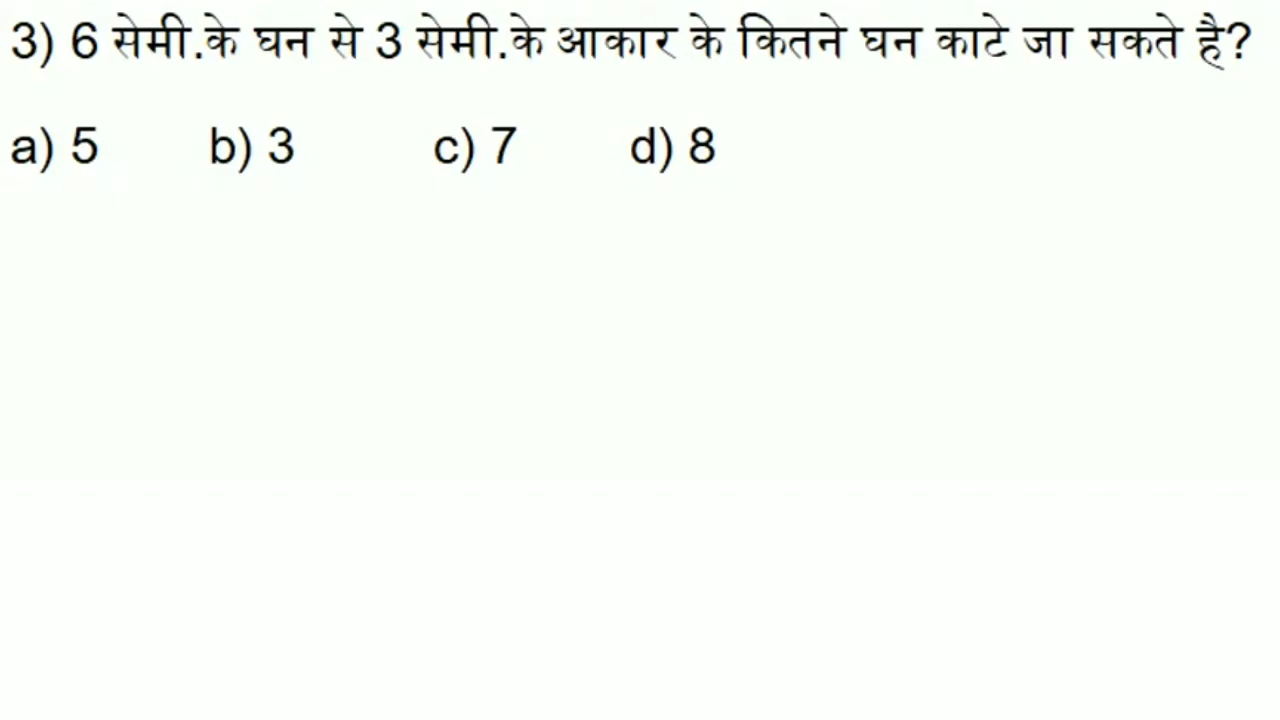 3) 6 सेमी.के घन से 3 सेमी.के आकार के कितने घन काटे जा सकते है?
a) 5 b) 3 c) 7 d) 8